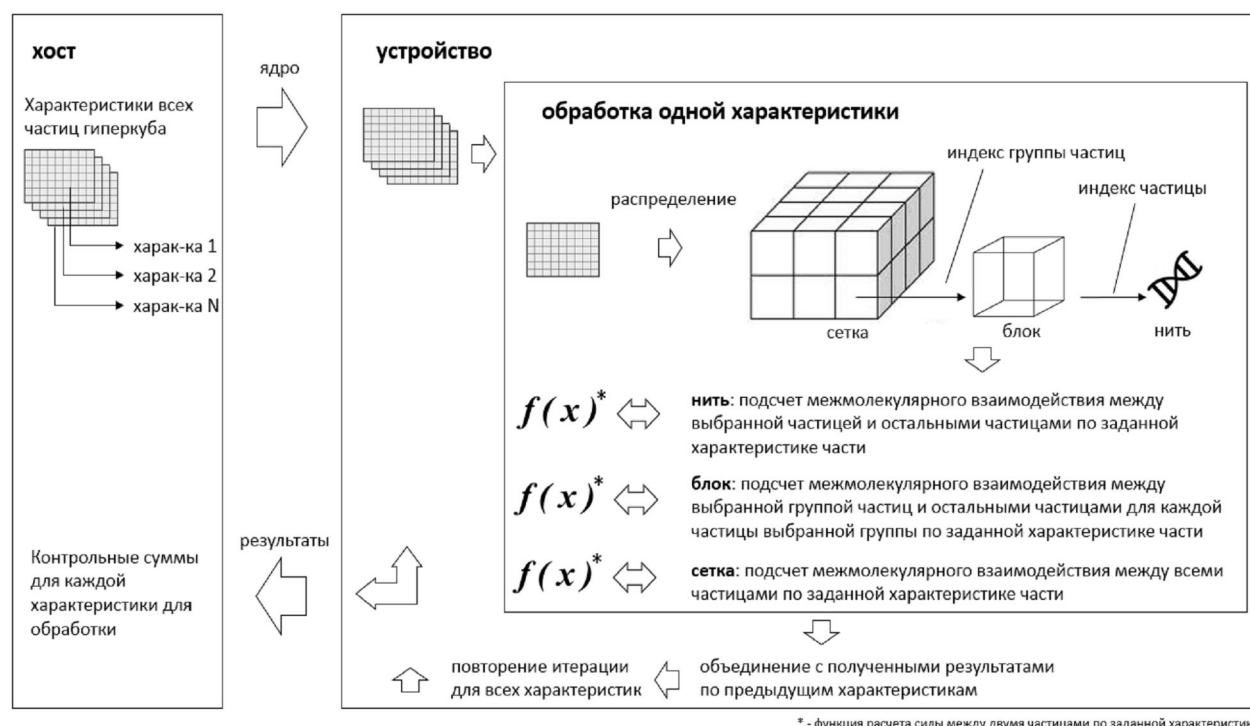 хост
Характеристики всех
частиц гиперкуба
харак-ка 1
харак-ка 2
харак-ка N
Контрольные суммы
для каждой
характеристики для
обработки
ядро
результаты
устройство
обработка одной характеристики
распределение
индекс группы частиц
индекс частицы
сетка
блок
нить
f(x)*
нить: подсчет межмолекулярного взаимодействия между
выбранной частицей и остальными частицами по заданной
характеристике части
f(x)*
блок: подсчет межмолекулярного взаимодействия между
выбранной группой частиц и остальными частицами для каждой
частицы выбранной группы по заданной характеристике части
f(x)*
сетка: подсчет межмолекулярного взаимодействия между всеми
частицами по заданной характеристике части
повторение итерации
для всех характеристик
объединение с полученными результатами
по предыдущим характеристикам
* - функция расчета силы между двумя частицами по заданной характеристик